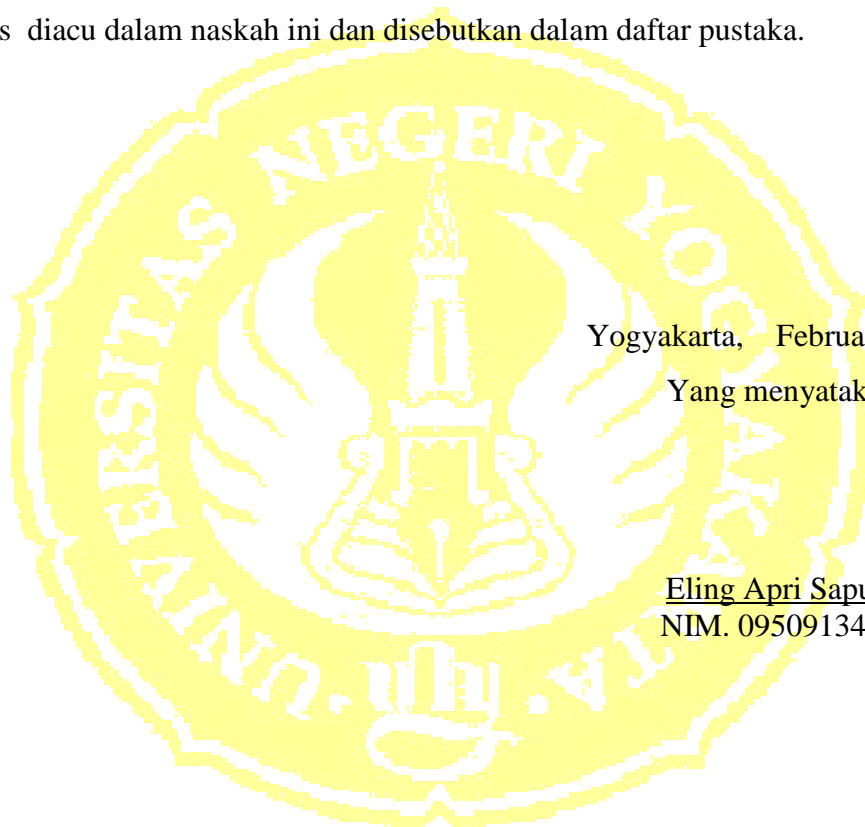 s diacu dalam naskah ini dan disebutkan dalam daftar pustaka.
UNIVERSITAS NEGERI YOGYAKARTA
Yogyakarta, Februa
Yang menyatak
Eling Apri Sapu
NIM. 09509134